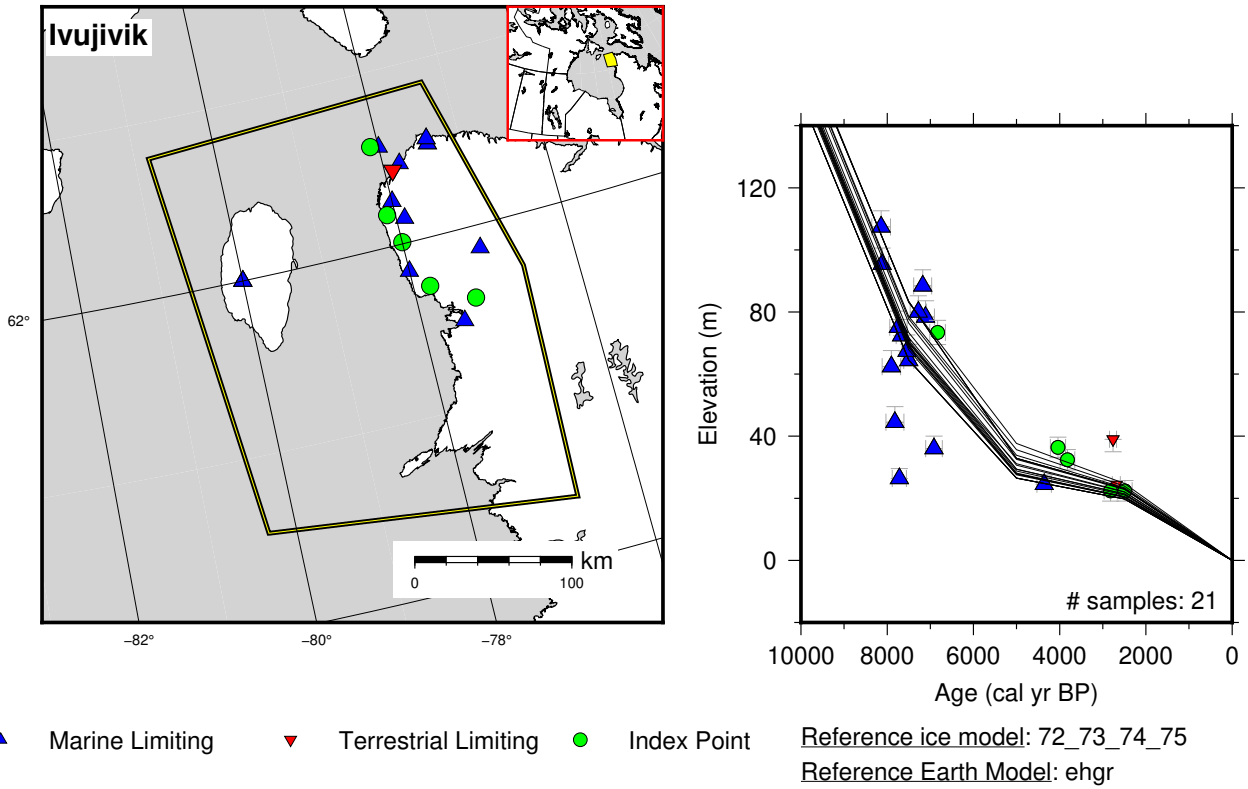 Ivujivik
62°
−82°
−80°
−78°
km
0
100
Elevation (m)
120
80
40
0
# samples: 21
10000
8000
6000
4000
2000
0
Age (cal yr BP)
Marine Limiting
Terrestrial Limiting
Index Point
Reference ice model: 72_73_74_75
Reference Earth Model: ehgr